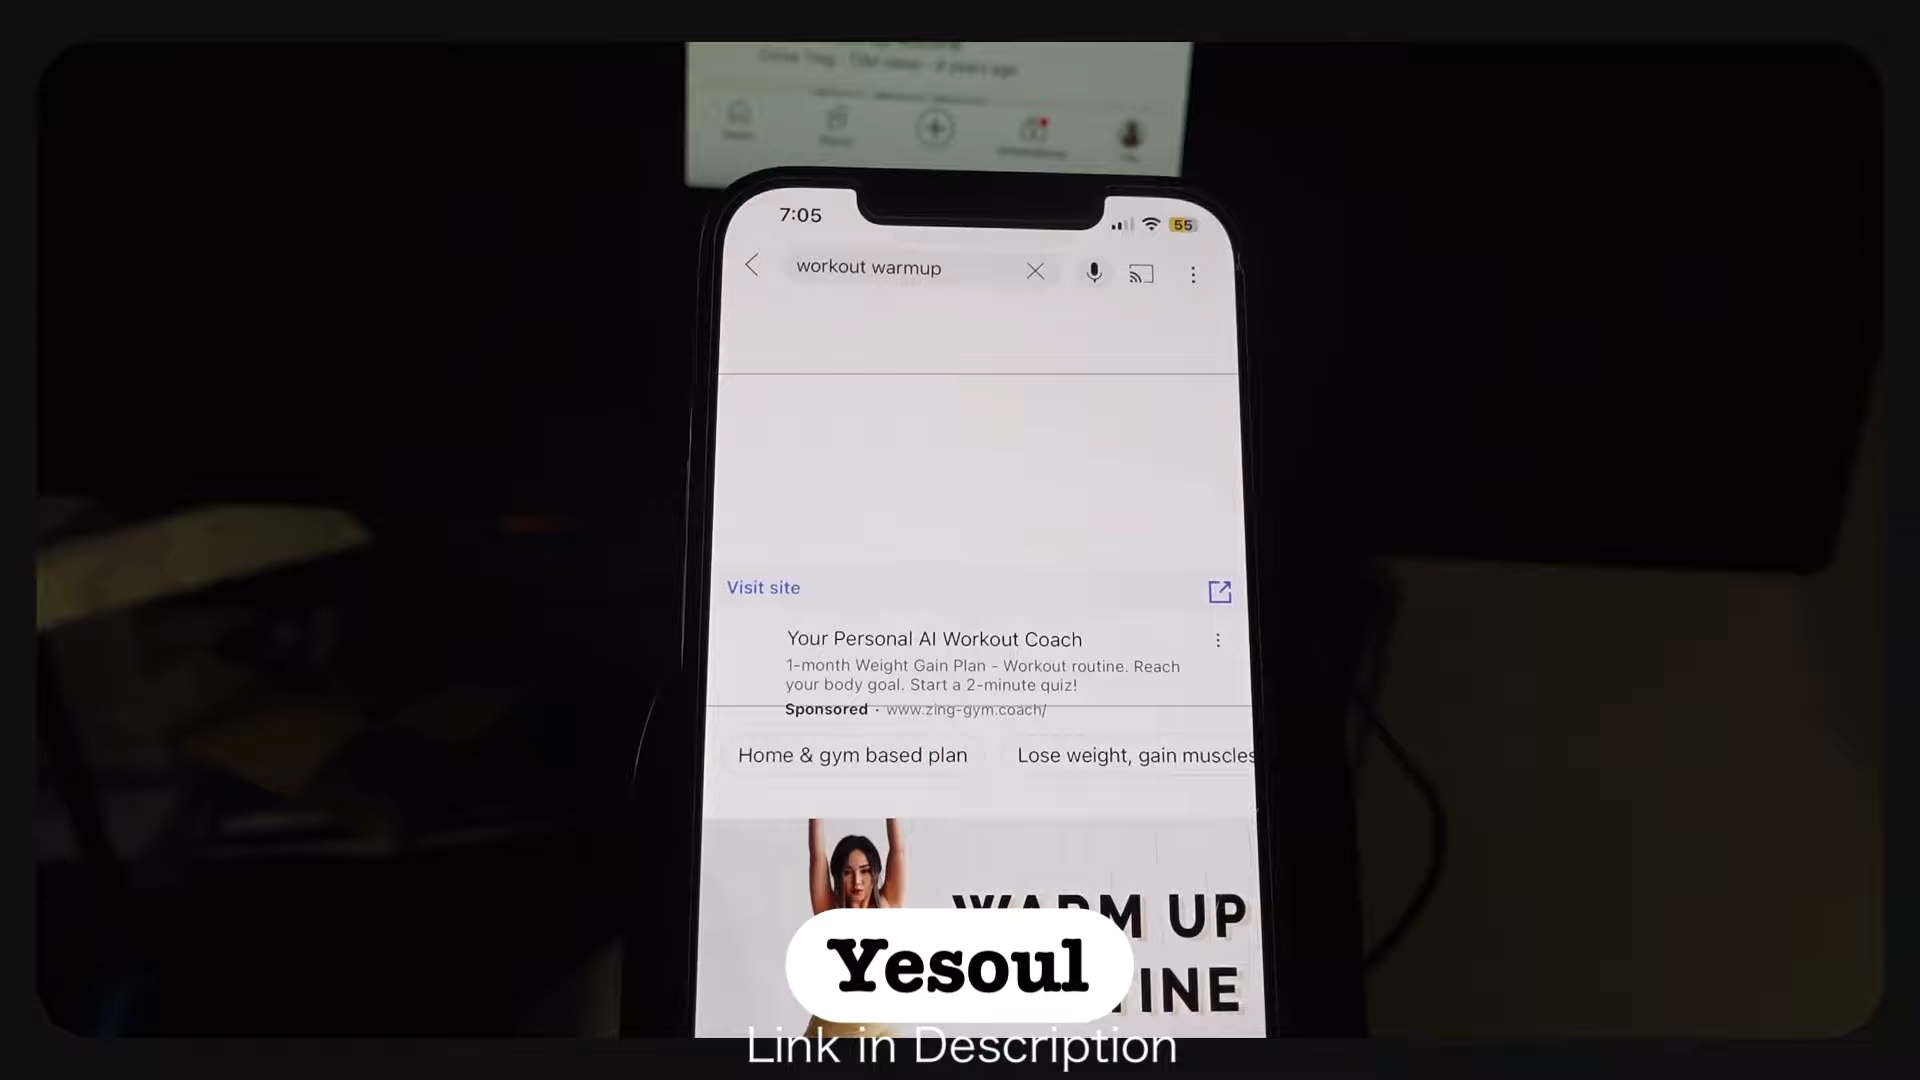 7:05
55
workout warmup
Visit site
Your Personal AI Workout Coach
1-month Weight Gain Plan - Workout routine. Reach
your body goal. Start a 2-minute quiz!
Sponsored · www.zing-gym.coach/
Home & gym based plan
Lose weight, gain muscles
WARM UP
Yesoul
Link in Description